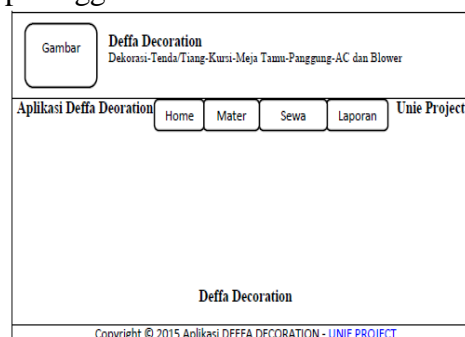 Gambar
Deffa Decoration
Dekorasi-Tenda/Tiang-Kursi-Meja Tamu-Panggung-AC dan Blower
Aplikasi Deffa Deoration Home Mater Sewa Laporan Unie Project
Deffa Decoration
Copyright © 2015 Aplikasi DEFFA DECORATION - UNIE PROJECT